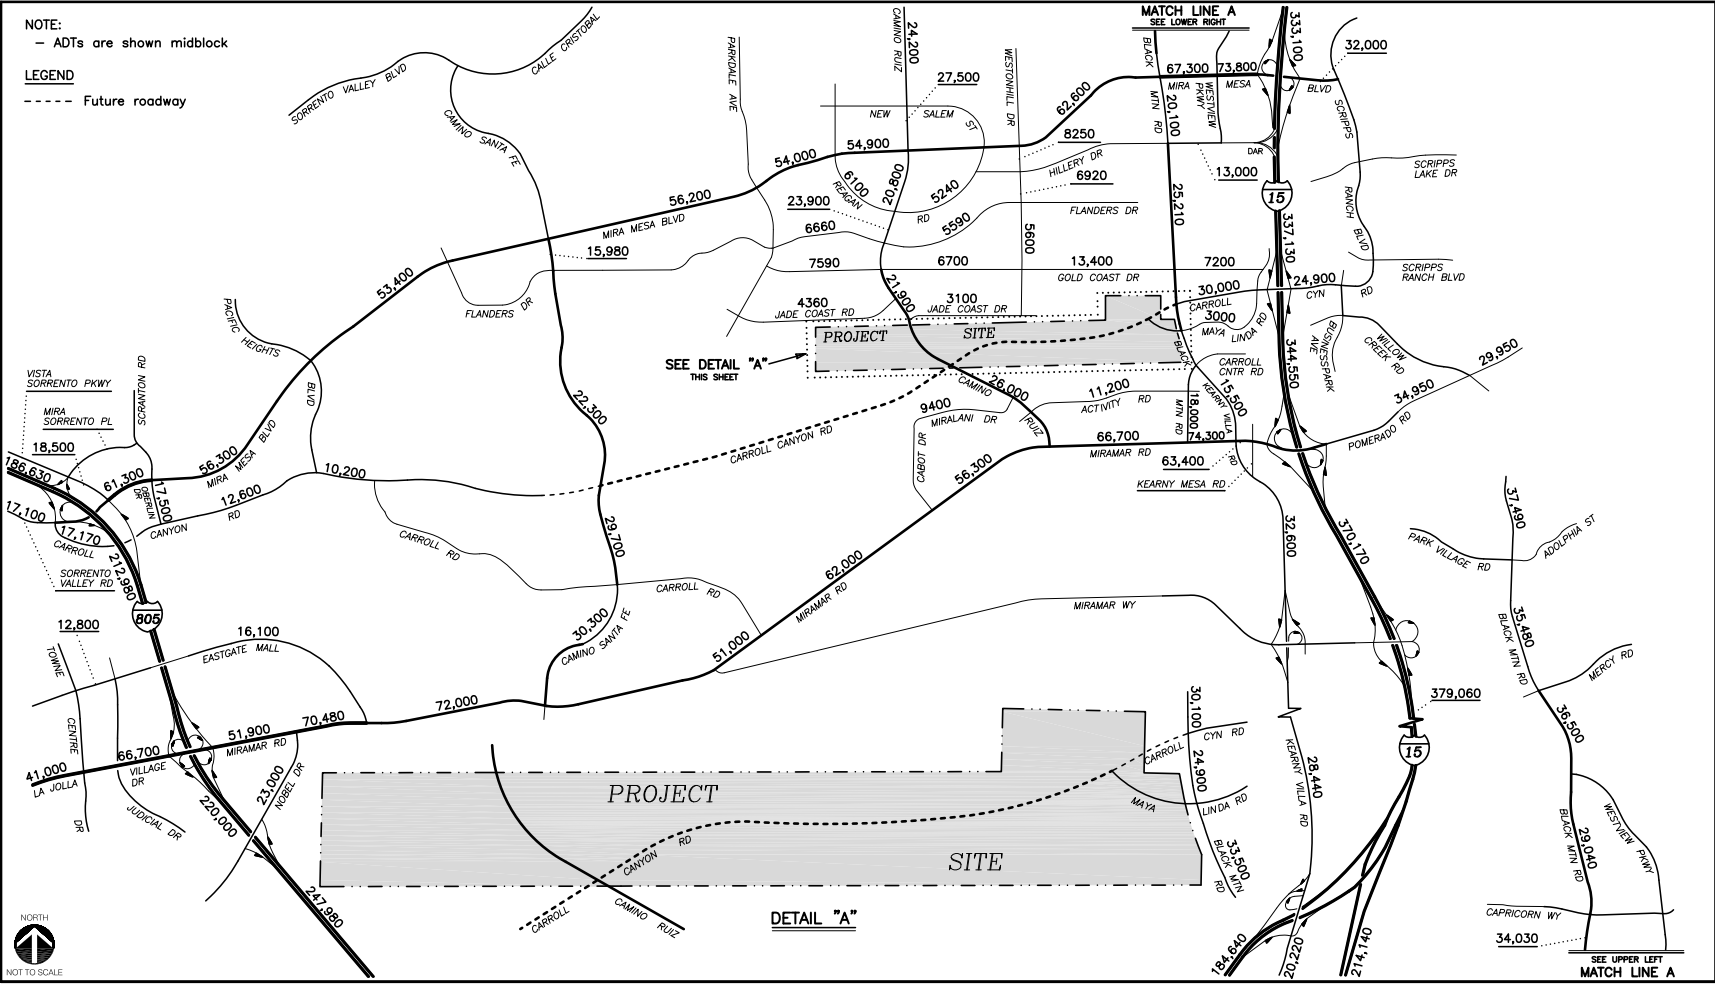 NOTE:
– ADTs are shown midblock
LEGEND
Future roadway
SORRENTO VALLEY BLVD
CALLE CRISTOBAL
CAMINO SANTA FE
PARKDALE AVE
CAMINO RUIZ
24,200
27,500
NEW SALEM ST
WESTONHILL DR
62,600
MATCH LINE A
SEE LOWER RIGHT
BLACK MTN RD
67,300
73,800
MIRA MESA BLVD
WESTVIEW PKWY
20,100
333,100
32,000
SCRIPPS RANCH BLVD
54,000
54,900
8250
HILLERY DR
DAR
13,000
SCRIPPS
LAKE DR
6100
REAGAN RD
20,800
5240
6920
56,200
MIRA MESA BLVD
23,900
6660
5590
FLANDERS DR
25,210
15
15,980
5600
337,130
53,400
7590
6700
13,400
7200
GOLD COAST DR
SCRIPPS
RANCH BLVD
FLANDERS DR
21,900
4360
JADE COAST RD
3100
JADE COAST DR
30,000
CARROLL CYN RD
24,900
3000
MAYA LINDA RD
PACIFIC HEIGHTS BLVD
PROJECT SITE
SEE DETAIL "A"
THIS SHEET
BLACK MTN RD
344,550
BUSINESSPARK
AVE
WILLOW
CREEK RD
29,950
CARROLL
CNTR RD
VISTA
SORRENTO PKWY
SCRANTON RD
MIRA
SORRENTO PL
18,500
22,300
26,000
CAMINO RUIZ
9400
MIRALANI DR
11,200
ACTIVITY RD
18,000
15,500
KEARNY VILLA RD
34,950
POMERADO RD
186,630
61,300
56,300
MIRA MESA BLVD
CARROLL CANYON RD
CABOT DR
66,700
74,300
MIRAMAR RD
63,400
KEARNY MESA RD
56,300
10,200
OBERLIN
DR
17,500
12,600
17,100
17,170
CARROLL CANYON RD
29,700
CARROLL RD
37,490
32,600
370,170
PARK VILLAGE RD
ADOLPHIA ST
212,980
SORRENTO
VALLEY RD
805
62,000
MIRAMAR RD
CARROLL RD
MIRAMAR WY
12,800
16,100
EASTGATE MALL
30,300
CAMINO SANTA FE
51,000
35,480
BLACK MTN RD
MERCY RD
TOWNE CENTRE DR
379,060
72,000
70,480
51,900
MIRAMAR RD
30,100
CARROLL CYN RD
36,500
15
66,700
41,000
LA JOLLA VILLAGE
DR
JUDICIAL DR
23,000
NOBEL DR
220,000
PROJECT
SITE
CANYON RD
CARROLL
CAMINO RUIZ
24,900
MAYA LINDA RD
33,500
BLACK MTN
RD
KEARNY VILLA RD
28,440
WESTVIEW PKWY
29,040
BLACK MTN RD
247,980
DETAIL "A"
184,640
20,220
214,140
CAPRICORN WY
34,030
SEE UPPER LEFT
MATCH LINE A
NORTH
NOT TO SCALE